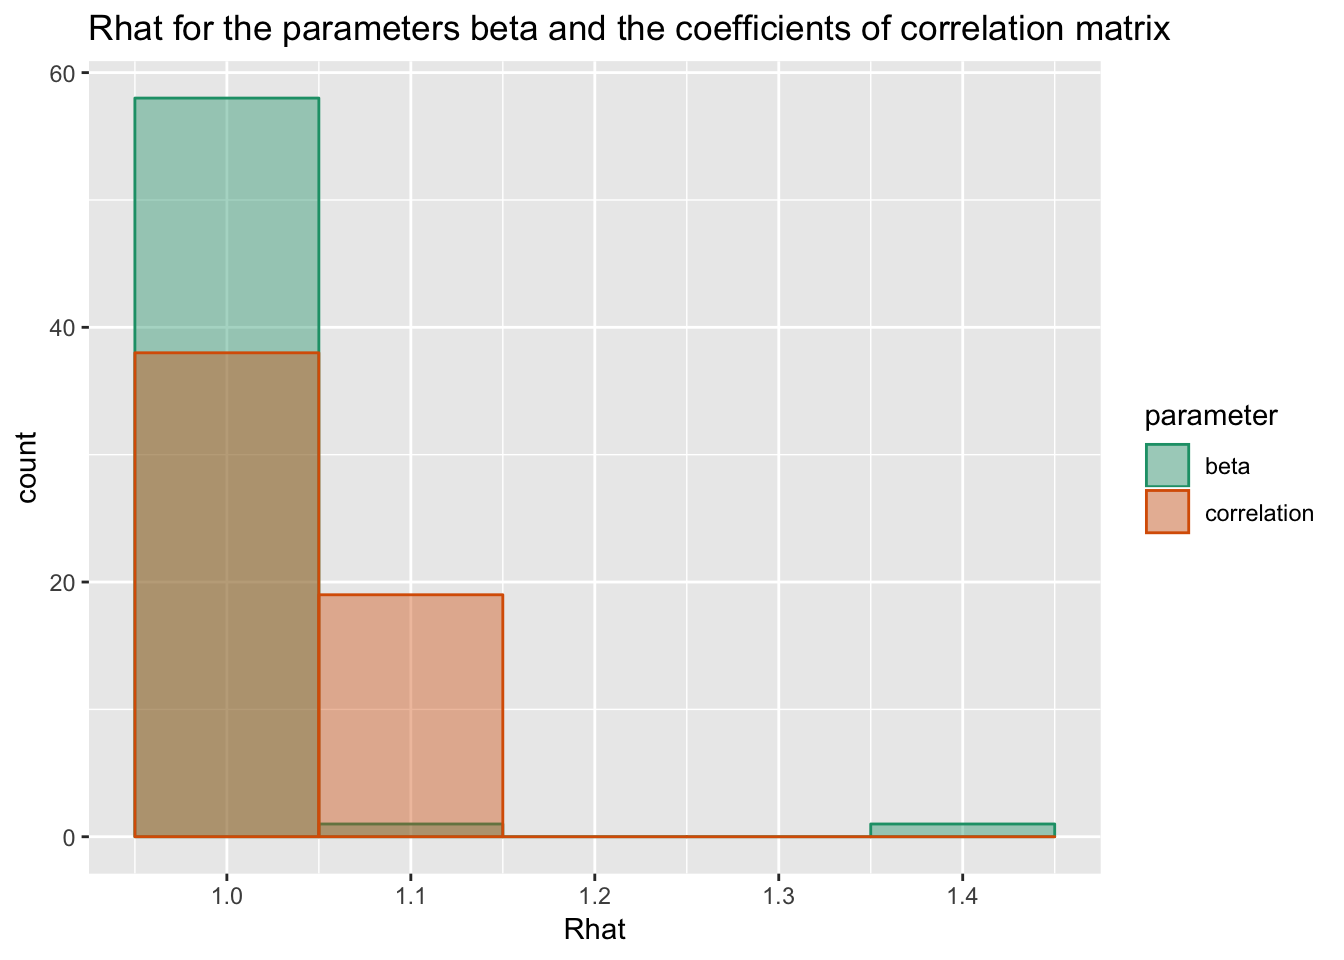 Rhat for the parameters beta and the coefficients of correlation matrix
60
40
20
0
count
1.0 1.1 1.2 1.3 1.4
Rhat
parameter
beta
correlation